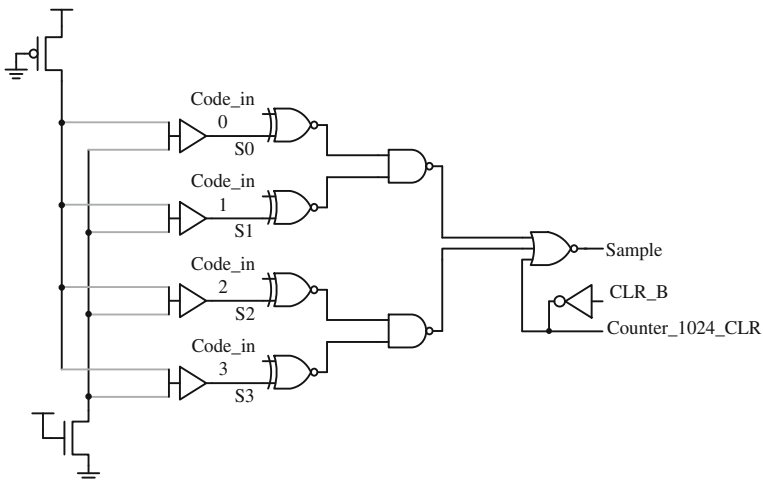 Code_in
0
S0
Code_in
1
S1
Code_in
2
S2
Code_in
3
S3
Sample
CLR_B
Counter_1024_CLR